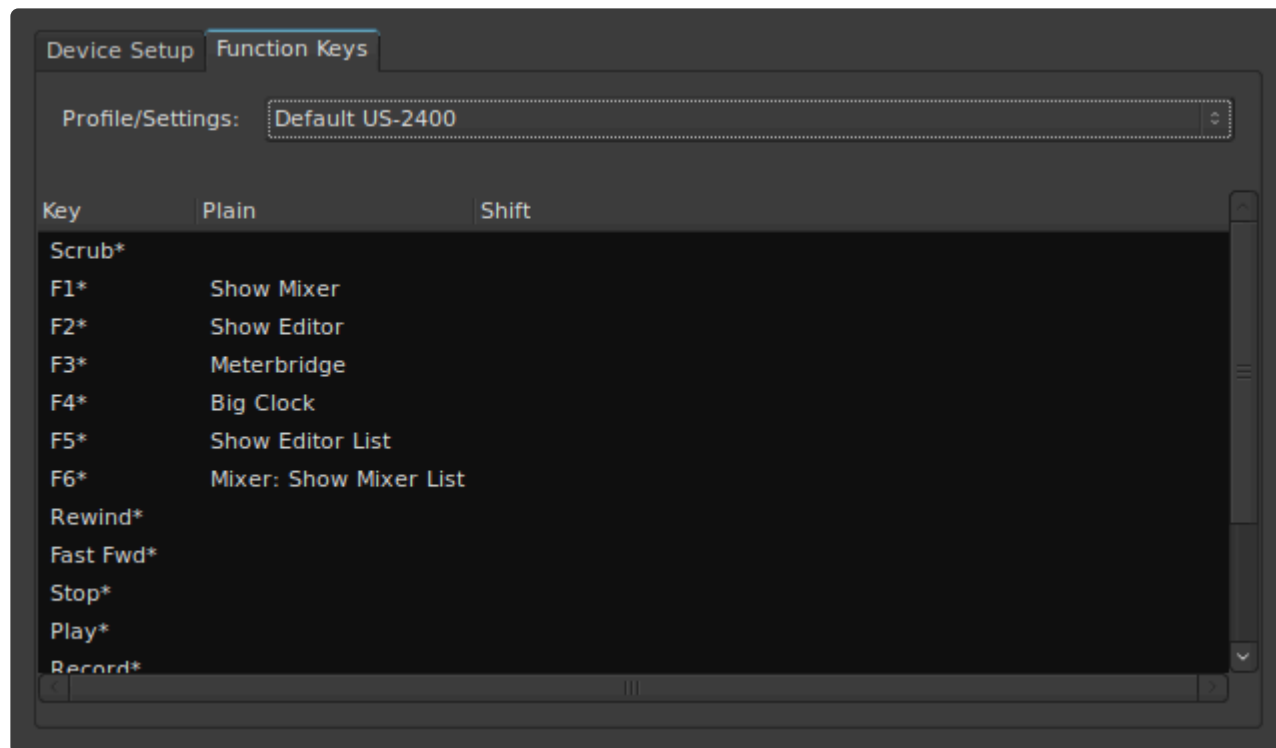 Device Setup Function Keys
Profile/Settings: Default US-2400
Key Plain Shift
Scrub*
F1* Show Mixer
F2* Show Editor
F3* Meterbridge
F4* Big Clock
F5* Show Editor List
F6* Mixer: Show Mixer List
Rewind*
Fast Fwd*
Stop*
Play*
Record*